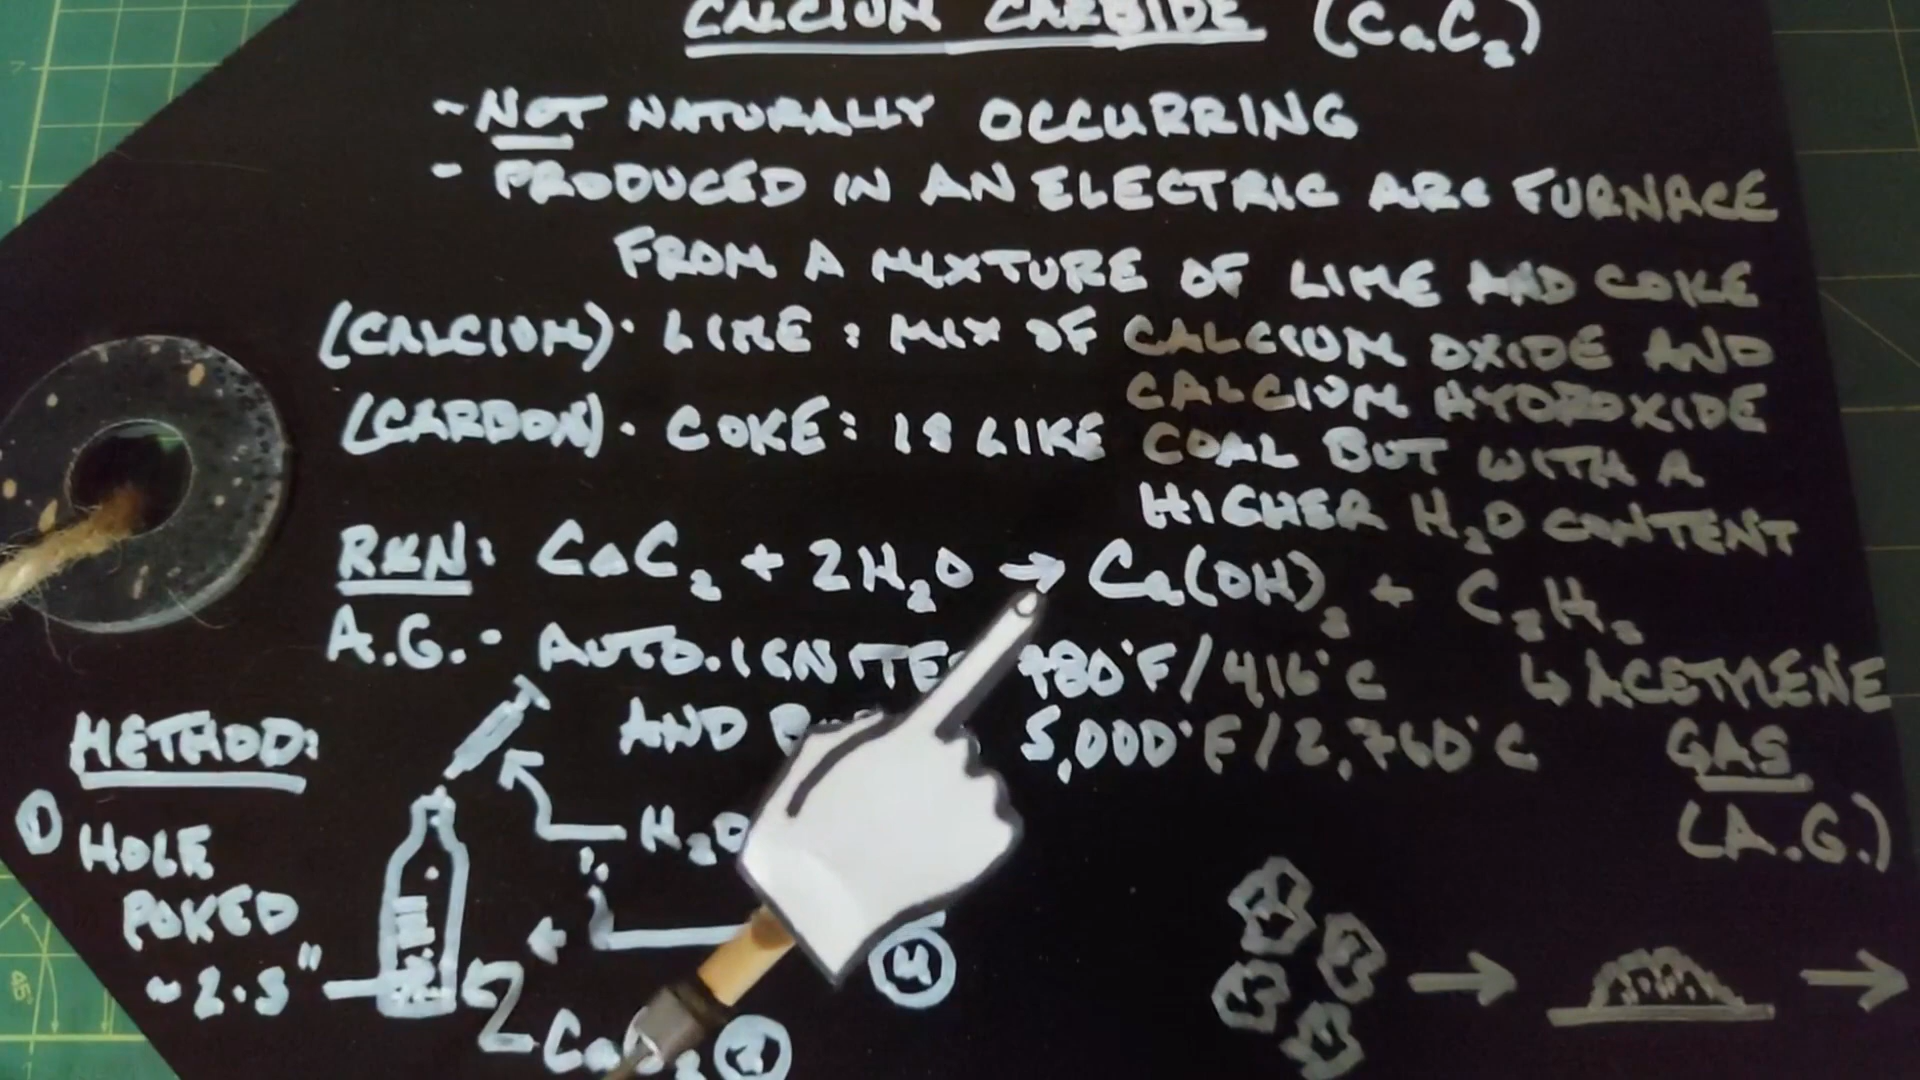 CALCIUM CARBIDE (CaC2)
~NOT NATURALLY OCCURRING
- PRODUCED IN AN ELECTRIC ARC FURNACE
FROM A MIXTURE OF LIME AND COKE
(CALCIUM)· LIME: MIX OF CALCIUM OXIDE AND
CALCIUM HYDROXIDE
(CARBON)· COKE: IS LIKE COAL BUT WITH A
HIGHER H2O CONTENT
RXN: CaC2 + 2H2O → Ca(OH)2 + C2H2
A.G.- AUTO-IGNITES 780°F/416°C
↳ ACETYLENE
AND 5,000°F/2,760°C
GAS
(A.G.)
METHOD:
① HOLE
POKED
~2.5"
H2O
④
CaC2 ②